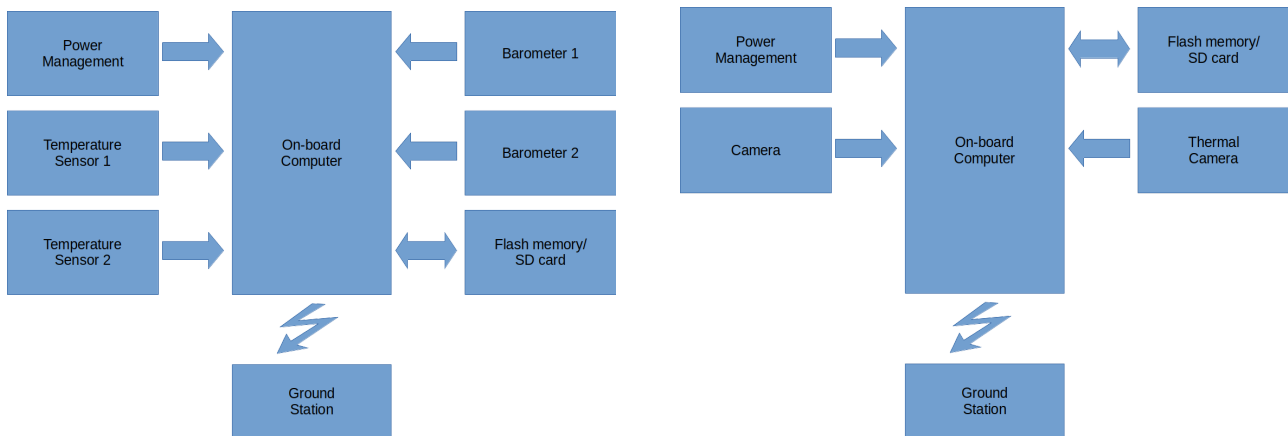 Power
Management
Temperature
Sensor 1
Temperature
Sensor 2
On-board
Computer
Barometer 1
Barometer 2
Flash memory/
SD card
Ground
Station
Power
Management
Camera
On-board
Computer
Flash memory/
SD card
Thermal
Camera
Ground
Station